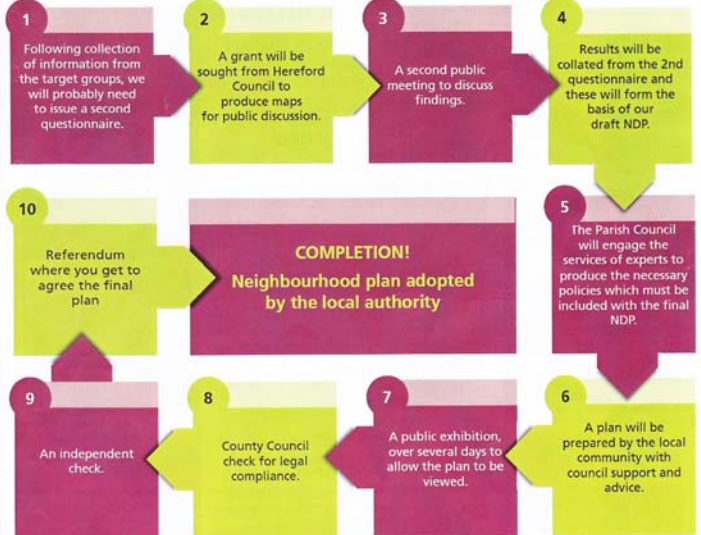 1
Following collection
of information from
the target groups, we
will probably need
to issue a second
questionnaire.
2
A grant will be
sought from Hereford
Council to
produce maps
for public discussion.
3
A second public
meeting to discuss
findings.
4
Results will be
collated from the 2nd
questionnaire and
these will form the
basis of our
draft NDP.
5
The Parish Council
will engage the
services of experts to
produce the necessary
policies which must be
included with the final
NDP.
6
A plan will be
prepared by the local
community with
council support and
advice.
7
A public exhibition,
over several days to
allow the plan to be
viewed.
8
County Council
check for legal
compliance.
9
An independent
check.
10
Referendum
where you get to
agree the final
plan
COMPLETION!
Neighbourhood plan adopted
by the local authority